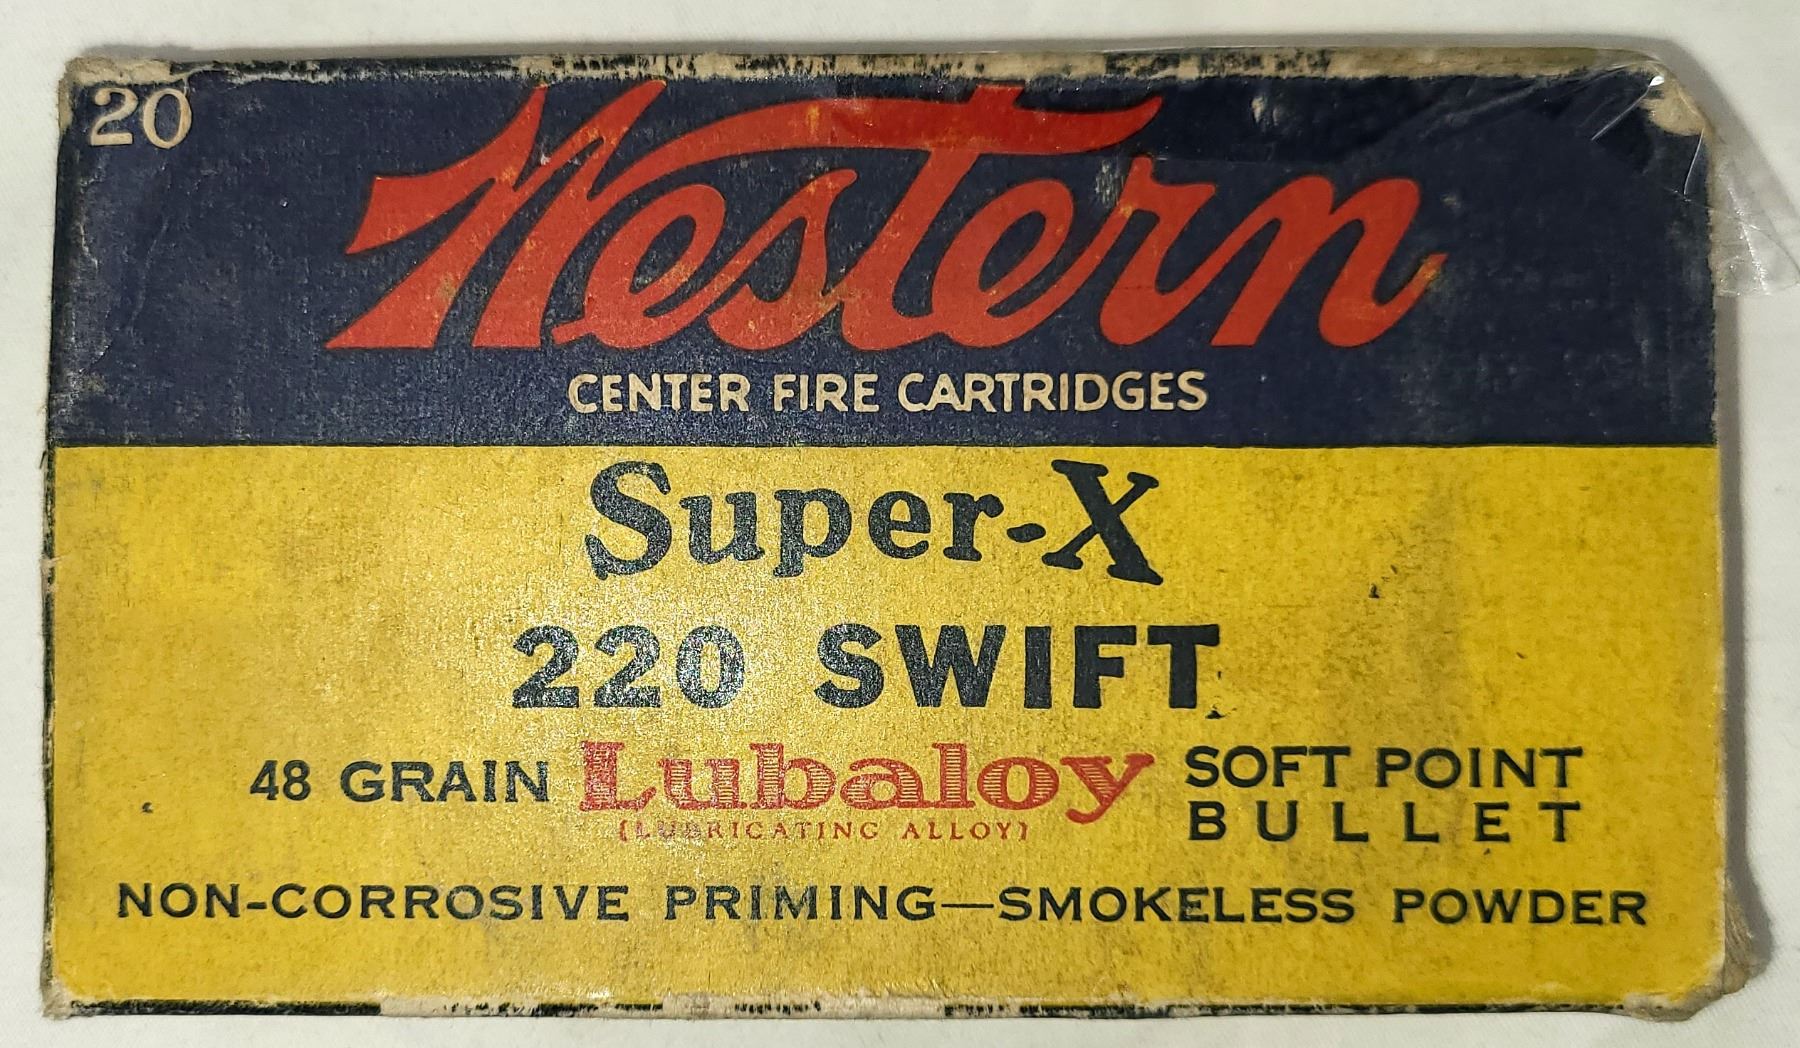 20
Western
CENTER FIRE CARTRIDGES
Super-X
220 SWIFT
48 GRAIN Lubaloy SOFT POINT
BULLET
(LUBRICATING ALLOY)
NON-CORROSIVE PRIMING—SMOKELESS POWDER